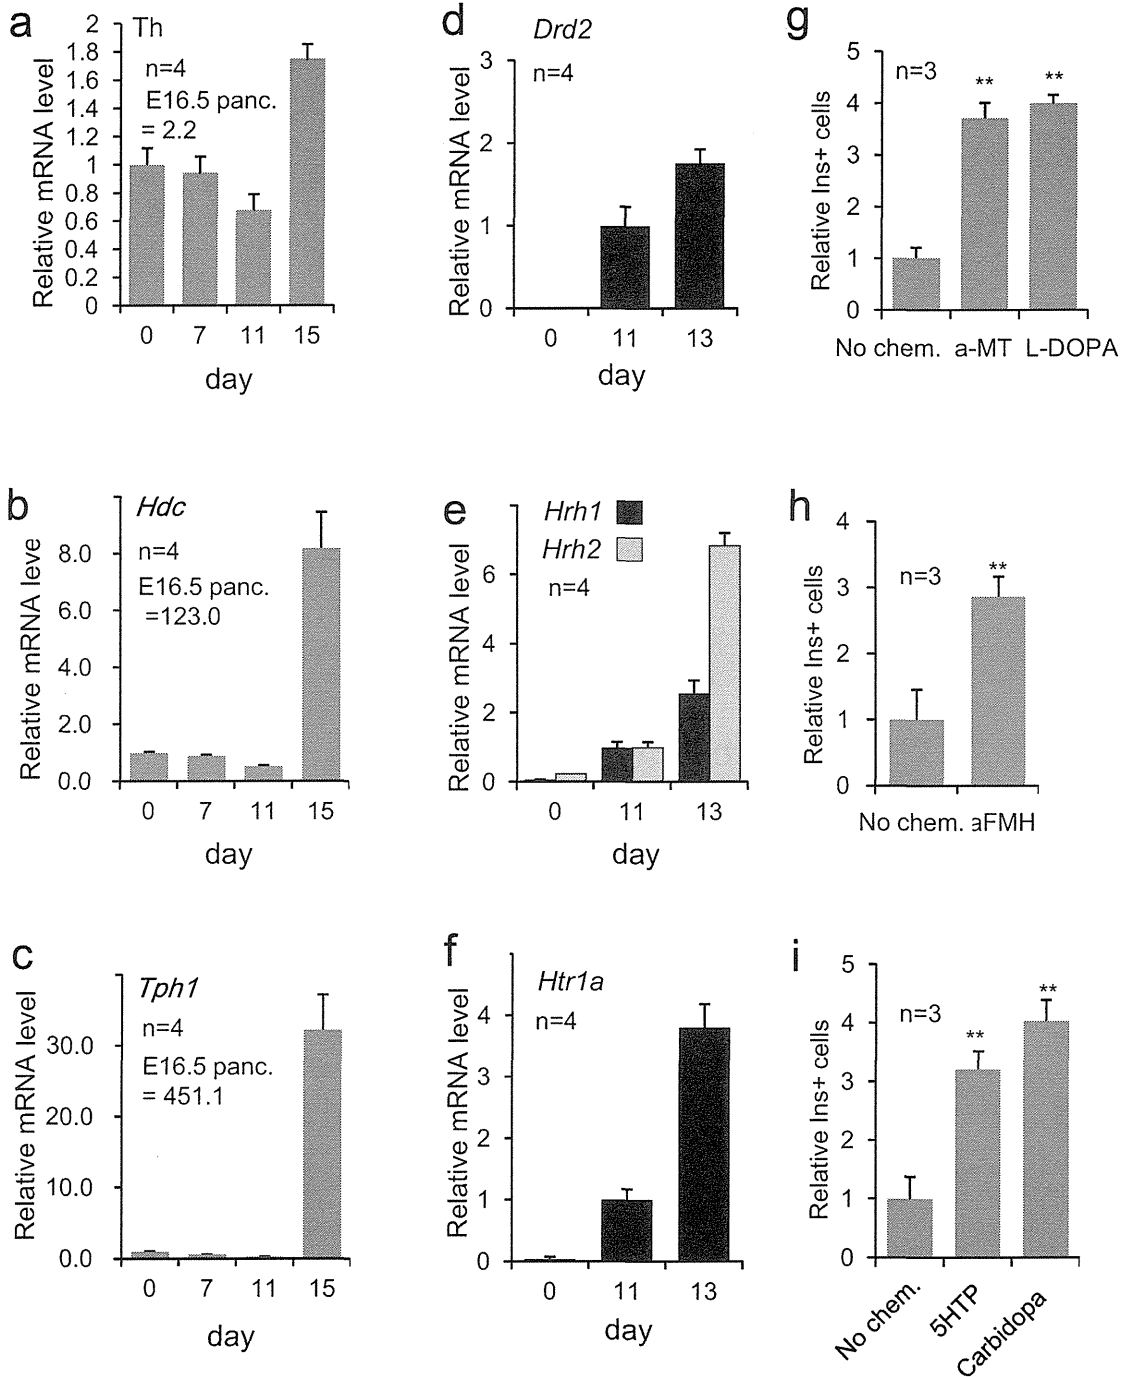 a
Th
n=4
E16.5 panc.
= 2.2
Relative mRNA level
2
1.8
1.6
1.4
1.2
1
0.8
0.6
0.4
0.2
0
0 7 11 15
day
d
Drd2
n=4
Relative mRNA level
3
2
1
0
0 11 13
day
g
n=3
** **
Relative Ins+ cells
5
4
3
2
1
0
No chem. a-MT L-DOPA
b
Hdc
n=4
E16.5 panc.
=123.0
Relative mRNA leve
8.0
6.0
4.0
2.0
0.0
0 7 11 15
day
e
Hrh1
Hrh2
n=4
Relative mRNA level
6
4
2
0
0 11 13
day
h
n=3
**
Relative Ins+ cells
4
3
2
1
0
No chem. aFMH
c
Tph1
n=4
E16.5 panc.
= 451.1
Relative mRNA level
30.0
20.0
10.0
0.0
0 7 11 15
day
f
Htr1a
n=4
Relative mRNA level
4
3
2
1
0
0 11 13
day
i
n=3
** **
Relative Ins+ cells
5
4
3
2
1
0
No chem.
5HTP
Carbidopa